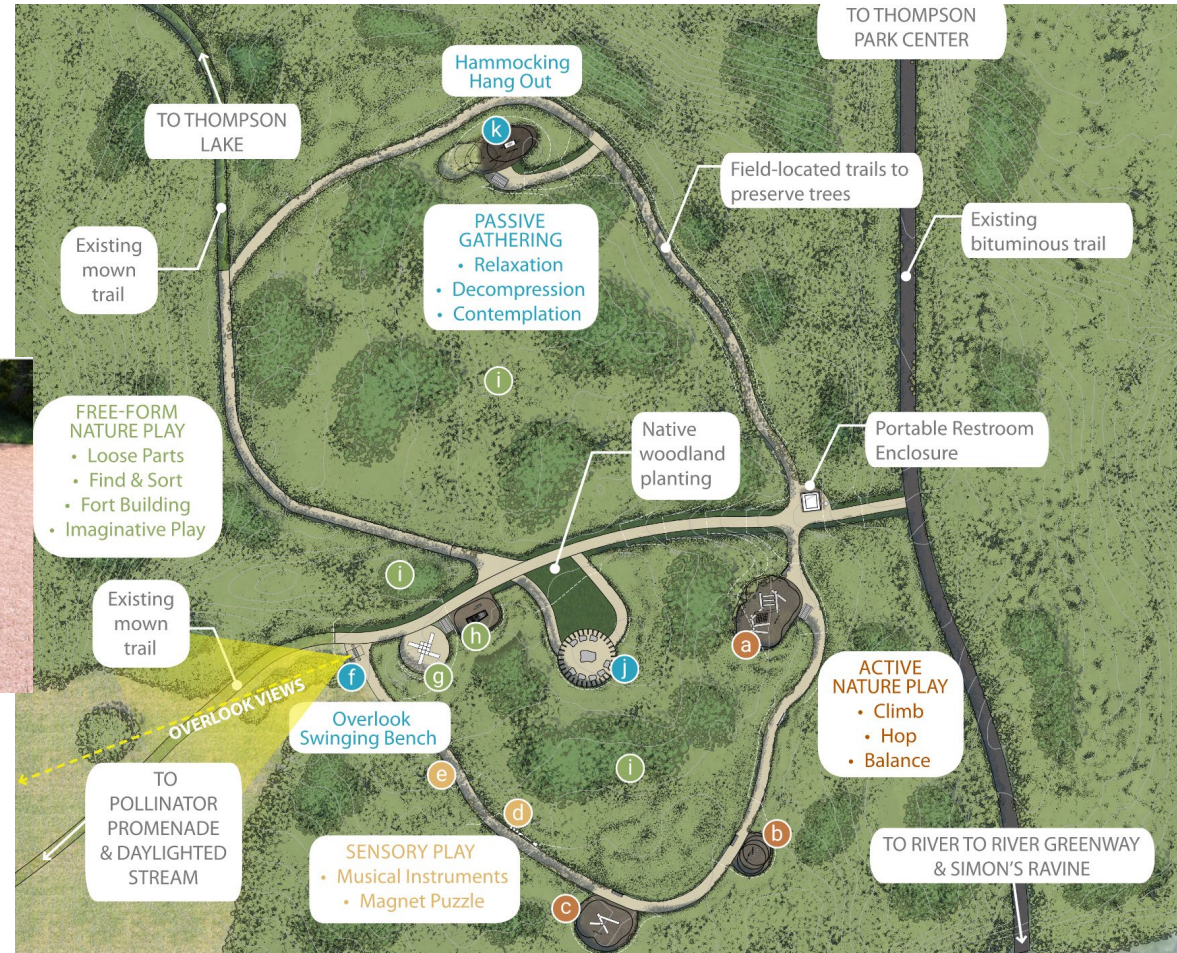 TO THOMPSON
PARK CENTER
Hammocking
Hang Out
TO THOMPSON
LAKE
k
Field-located trails to
preserve trees
Existing
bituminous trail
PASSIVE
GATHERING
• Relaxation
• Decompression
• Contemplation
Existing
mown
trail
i
FREE-FORM
NATURE PLAY
• Loose Parts
• Find & Sort
• Fort Building
• Imaginative Play
Native
woodland
planting
Portable Restroom
Enclosure
i
Existing
mown
trail
h
a
g
j
f
OVERLOOK VIEWS
Overlook
Swinging Bench
ACTIVE
NATURE PLAY
• Climb
• Hop
• Balance
e
i
d
b
TO
POLLINATOR
PROMENADE
& DAYLIGHTED
STREAM
SENSORY PLAY
• Musical Instruments
• Magnet Puzzle
c
TO RIVER TO RIVER GREENWAY
& SIMON'S RAVINE